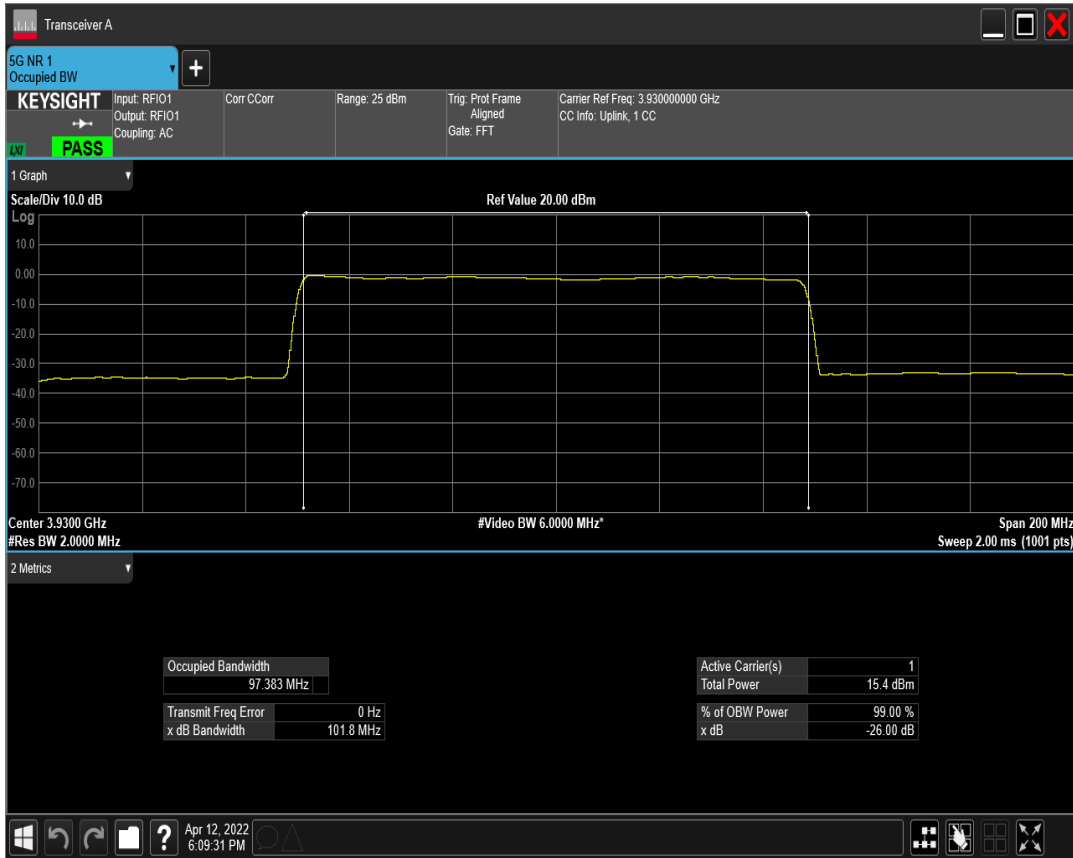 Transceiver A
5G NR 1
Occupied BW
KEYSIGHT
LXI
PASS
Input: RFIO1
Output: RFIO1
Coupling: AC
Corr CCorr
Range: 25 dBm
Trig: Prot Frame
Aligned
Gate: FFT
Carrier Ref Freq: 3.930000000 GHz
CC Info: Uplink, 1 CC
1 Graph
Scale/Div 10.0 dB
Ref Value 20.00 dBm
Log
10.0
0.00
-10.0
-20.0
-30.0
-40.0
-50.0
-60.0
-70.0
Center 3.9300 GHz
#Video BW 6.0000 MHz*
Span 200 MHz
#Res BW 2.0000 MHz
Sweep 2.00 ms (1001 pts)
2 Metrics
Occupied Bandwidth
97.383 MHz
Transmit Freq Error 0 Hz
x dB Bandwidth 101.8 MHz
Active Carrier(s) 1
Total Power 15.4 dBm
% of OBW Power 99.00 %
x dB -26.00 dB
?
Apr 12, 2022
6:09:31 PM